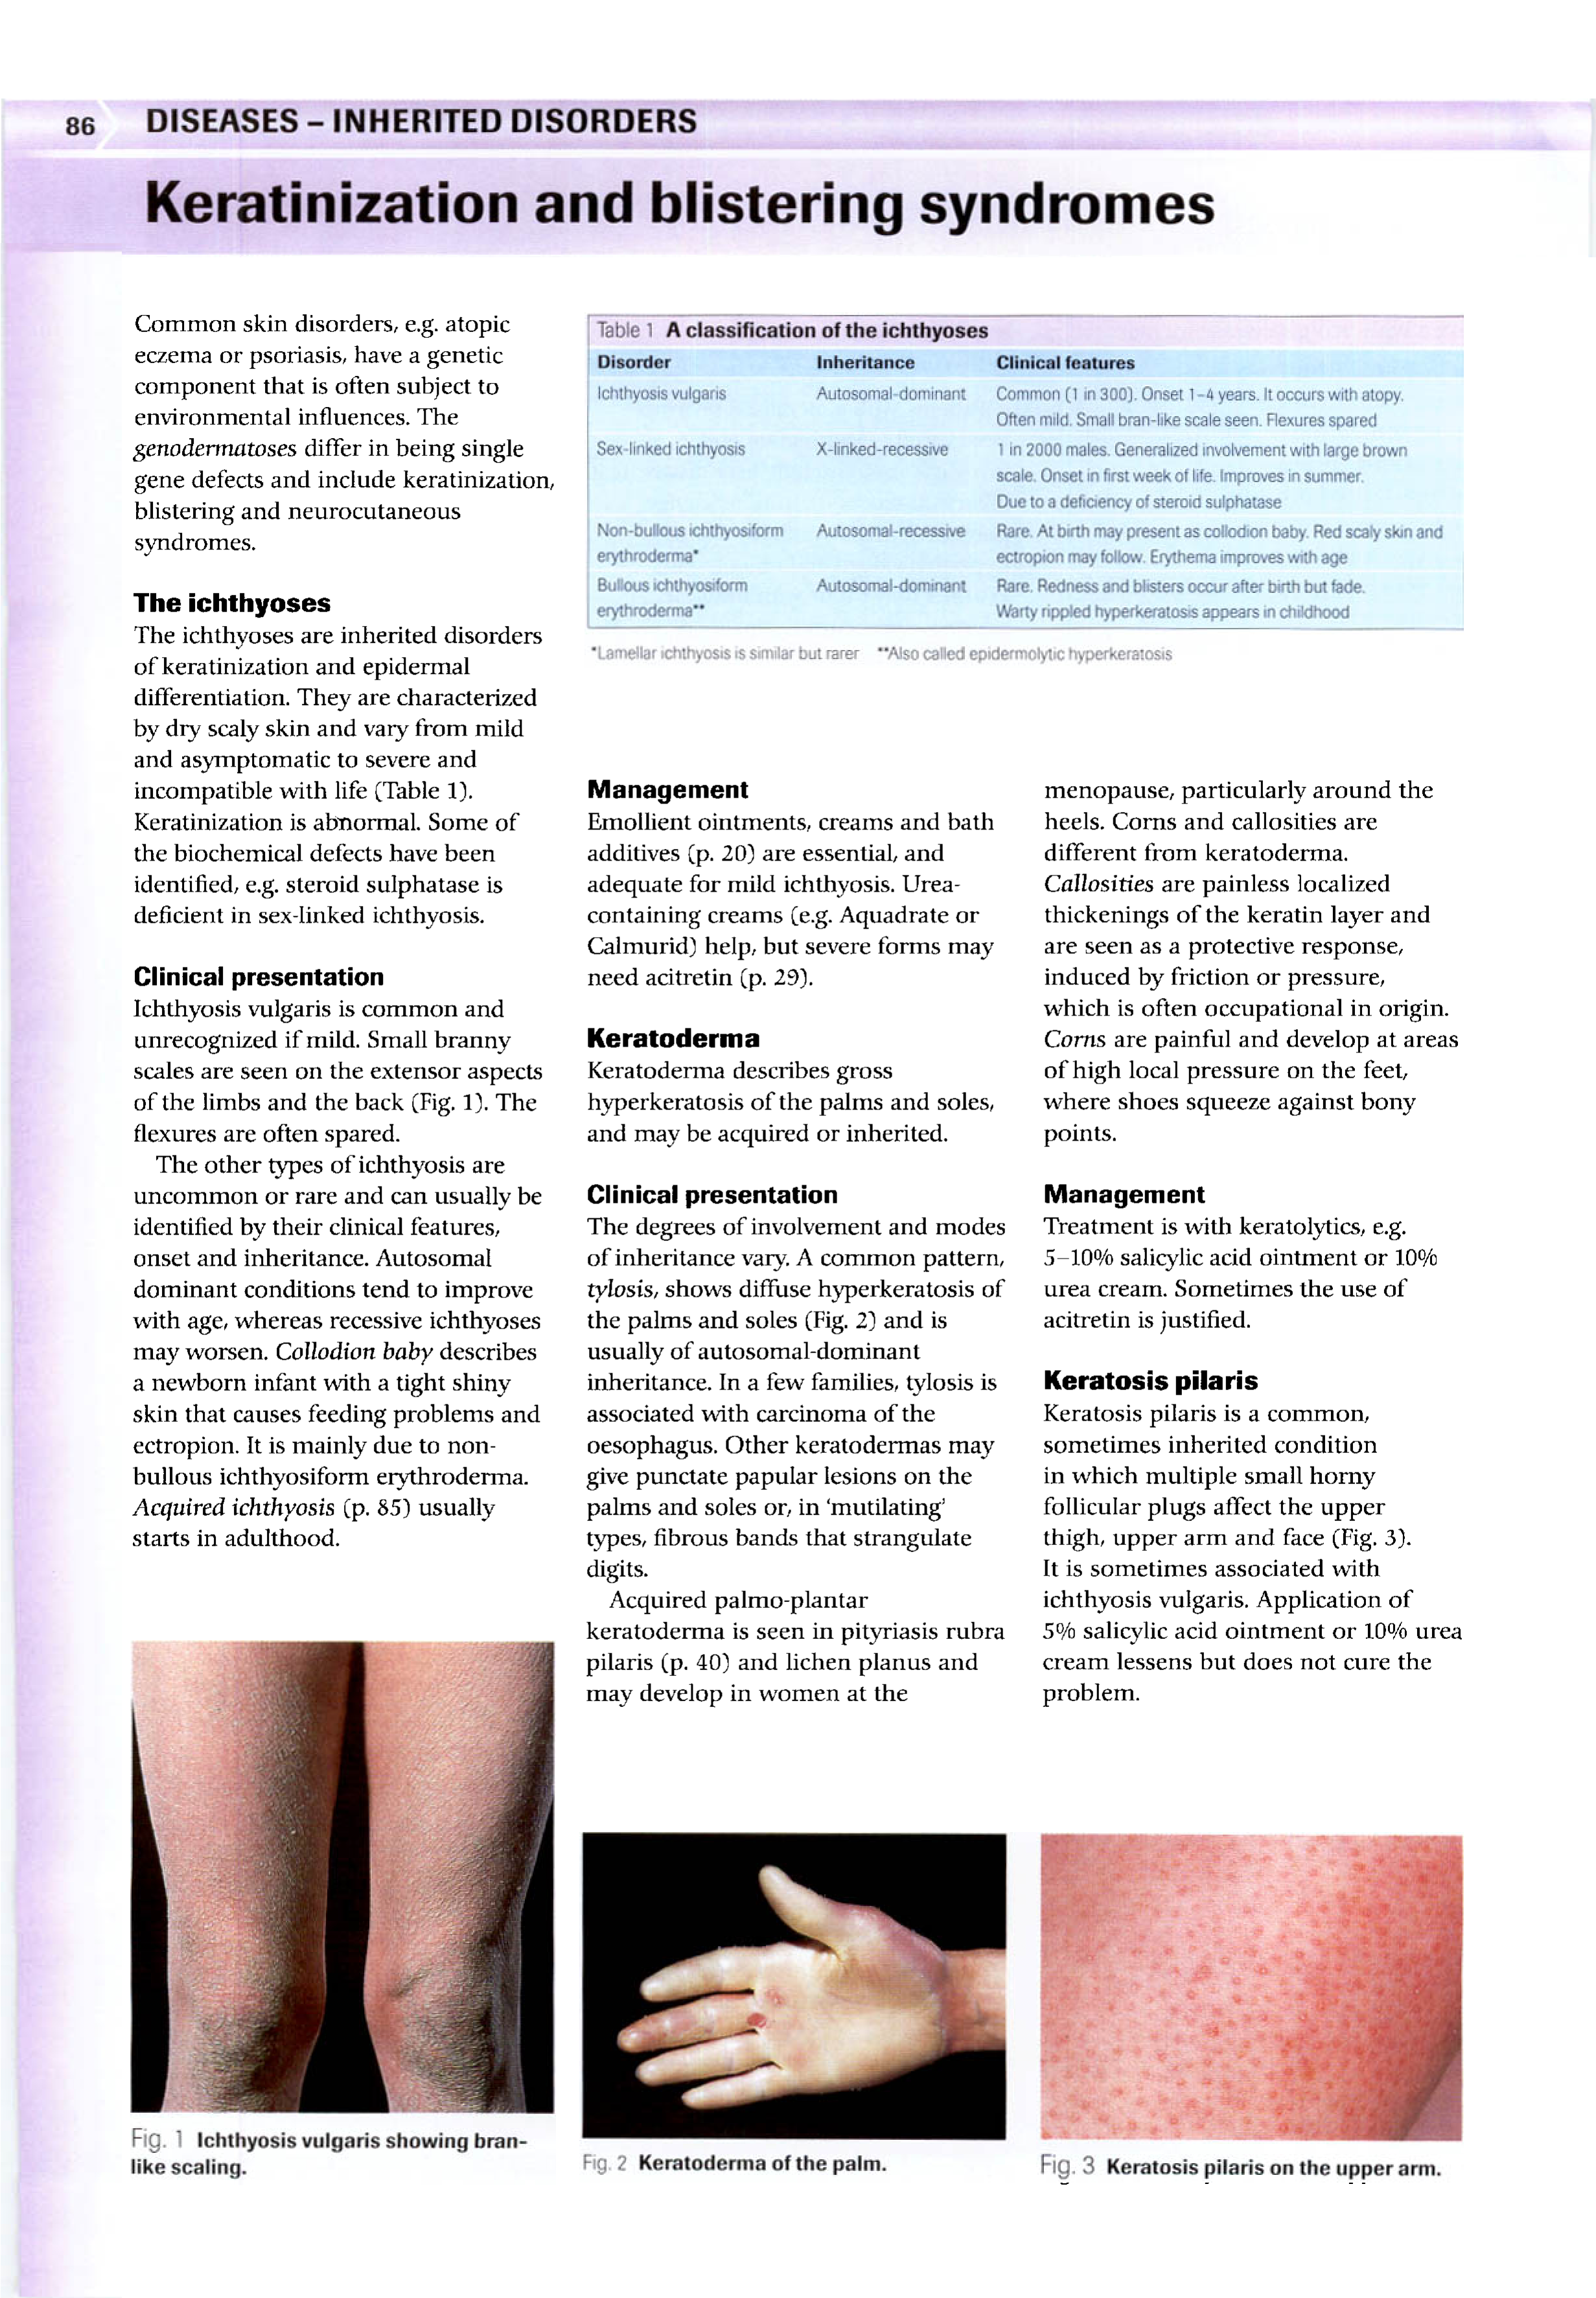 86
DISEASES – INHERITED DISORDERS
Keratinization and blistering syndromes
Common skin disorders, e.g. atopic
eczema or psoriasis, have a genetic
component that is often subject to
environmental influences. The
genodermatoses differ in being single
gene defects and include keratinization,
blistering and neurocutaneous
syndromes.
The ichthyoses
The ichthyoses are inherited disorders
of keratinization and epidermal
differentiation. They are characterized
by dry scaly skin and vary from mild
and asymptomatic to severe and
incompatible with life (Table 1).
Keratinization is abnormal. Some of
the biochemical defects have been
identified, e.g. steroid sulphatase is
deficient in sex-linked ichthyosis.
Clinical presentation
Ichthyosis vulgaris is common and
unrecognized if mild. Small branny
scales are seen on the extensor aspects
of the limbs and the back (Fig. 1). The
flexures are often spared.
The other types of ichthyosis are
uncommon or rare and can usually be
identified by their clinical features,
onset and inheritance. Autosomal
dominant conditions tend to improve
with age, whereas recessive ichthyoses
may worsen. Collodion baby describes
a newborn infant with a tight shiny
skin that causes feeding problems and
ectropion. It is mainly due to non-
bullous ichthyosiform erythroderma.
Acquired ichthyosis (p. 85) usually
starts in adulthood.
Fig. 1 Ichthyosis vulgaris showing bran-
like scaling.
Table 1 A classification of the ichthyoses
Disorder Inheritance Clinical features
Ichthyosis vulgaris Autosomal-dominant Common (1 in 300). Onset 1–4 years. It occurs with atopy.
Often mild. Small bran-like scale seen. Flexures spared
Sex-linked ichthyosis X-linked-recessive 1 in 2000 males. Generalized involvement with large brown
scale. Onset in first week of life. Improves in summer.
Due to a deficiency of steroid sulphatase
Non-bullous ichthyosiform Autosomal-recessive Rare. At birth may present as collodion baby. Red scaly skin and
erythroderma* ectropion may follow. Erythema improves with age
Bullous ichthyosiform Autosomal-dominant Rare. Redness and blisters occur after birth but fade.
erythroderma** Warty rippled hyperkeratosis appears in childhood
*Lamellar ichthyosis is similar but rarer **Also called epidermolytic hyperkeratosis
Management
Emollient ointments, creams and bath
additives (p. 20) are essential, and
adequate for mild ichthyosis. Urea-
containing creams (e.g. Aquadrate or
Calmurid) help, but severe forms may
need acitretin (p. 29).
Keratoderma
Keratoderma describes gross
hyperkeratosis of the palms and soles,
and may be acquired or inherited.
Clinical presentation
The degrees of involvement and modes
of inheritance vary. A common pattern,
tylosis, shows diffuse hyperkeratosis of
the palms and soles (Fig. 2) and is
usually of autosomal-dominant
inheritance. In a few families, tylosis is
associated with carcinoma of the
oesophagus. Other keratodermas may
give punctate papular lesions on the
palms and soles or, in ‘mutilating’
types, fibrous bands that strangulate
digits.
Acquired palmo-plantar
keratoderma is seen in pityriasis rubra
pilaris (p. 40) and lichen planus and
may develop in women at the
Fig. 2 Keratoderma of the palm.
menopause, particularly around the
heels. Corns and callosities are
different from keratoderma.
Callosities are painless localized
thickenings of the keratin layer and
are seen as a protective response,
induced by friction or pressure,
which is often occupational in origin.
Corns are painful and develop at areas
of high local pressure on the feet,
where shoes squeeze against bony
points.
Management
Treatment is with keratolytics, e.g.
5–10% salicylic acid ointment or 10%
urea cream. Sometimes the use of
acitretin is justified.
Keratosis pilaris
Keratosis pilaris is a common,
sometimes inherited condition
in which multiple small horny
follicular plugs affect the upper
thigh, upper arm and face (Fig. 3).
It is sometimes associated with
ichthyosis vulgaris. Application of
5% salicylic acid ointment or 10% urea
cream lessens but does not cure the
problem.
Fig. 3 Keratosis pilaris on the upper arm.